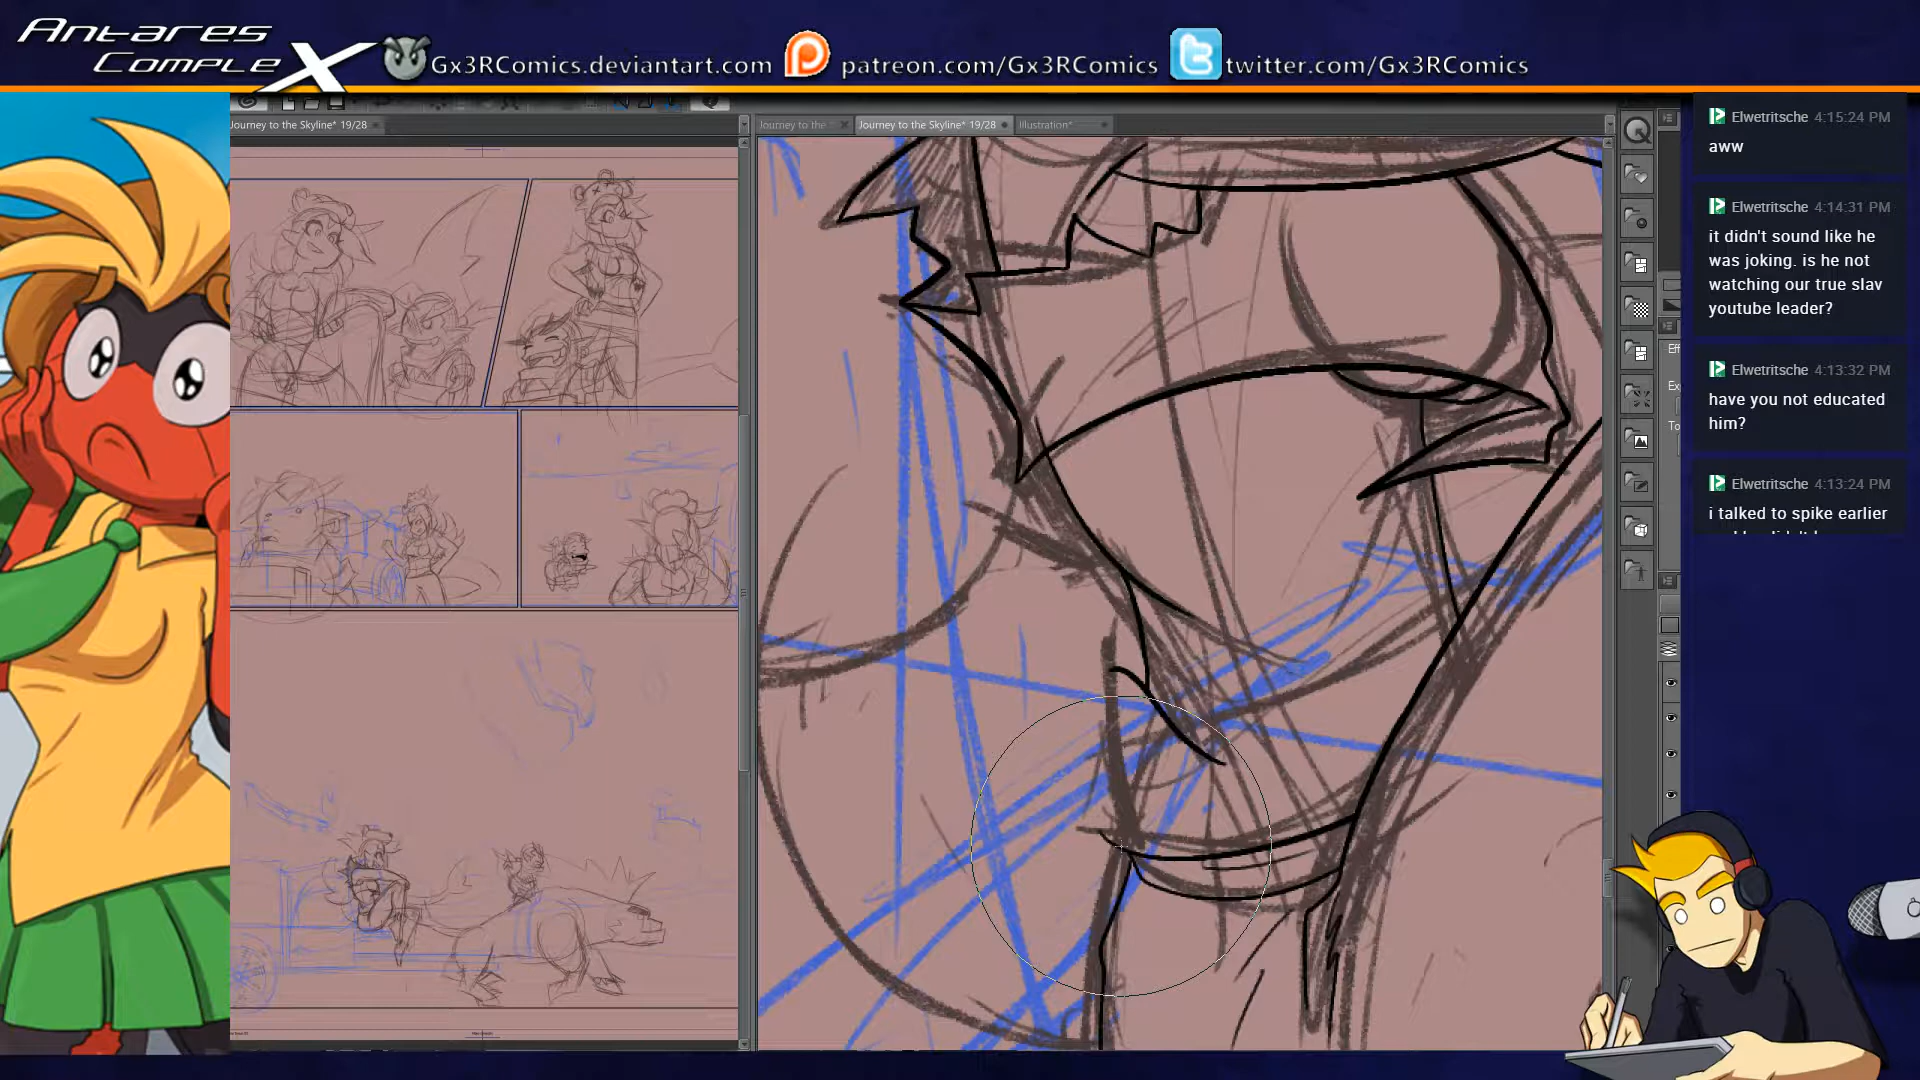 Antares
Complex
Gx3RComics.deviantart.com
patreon.com/Gx3RComics
twitter.com/Gx3RComics
Journey to the Skyline* 19/28
Journey to the
Journey to the Skyline* 19/28
Illustration*
Elwetritsche 4:15:24 PM
aww
Elwetritsche 4:14:31 PM
it didn't sound like he
was joking. is he not
watching our true slav
youtube leader?
Elwetritsche 4:13:32 PM
have you not educated
him?
Elwetritsche 4:13:24 PM
i talked to spike earlier
Eff
Ex
To